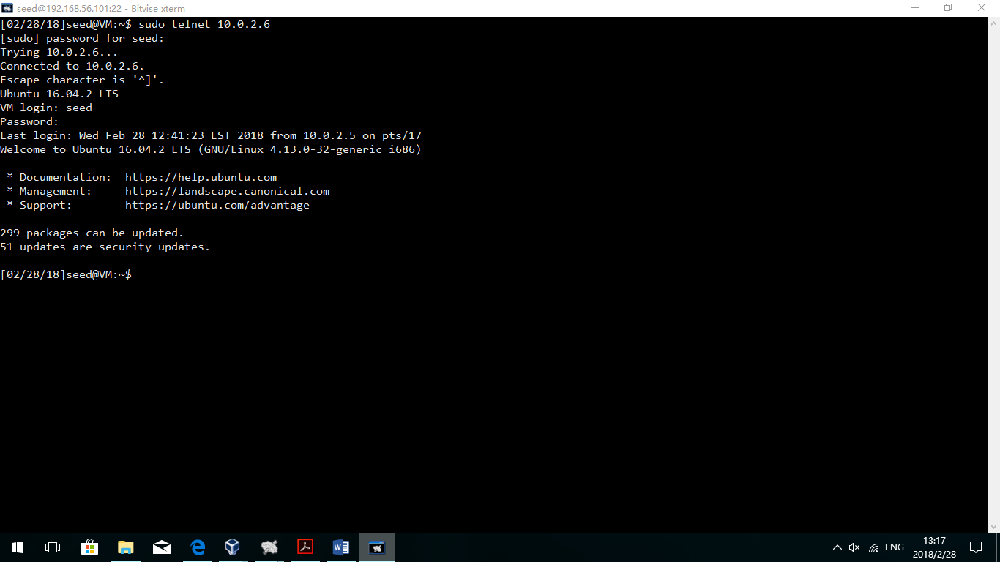 seed@192.168.56.101:22 - Bitvise xterm
[02/28/18]seed@VM:~$ sudo telnet 10.0.2.6
[sudo] password for seed:
Trying 10.0.2.6...
Connected to 10.0.2.6.
Escape character is '^]'.
Ubuntu 16.04.2 LTS
VM login: seed
Password:
Last login: Wed Feb 28 12:41:23 EST 2018 from 10.0.2.5 on pts/17
Welcome to Ubuntu 16.04.2 LTS (GNU/Linux 4.13.0-32-generic i686)

 * Documentation:  https://help.ubuntu.com
 * Management:     https://landscape.canonical.com
 * Support:        https://ubuntu.com/advantage

299 packages can be updated.
51 updates are security updates.

[02/28/18]seed@VM:~$
ENG
13:17
2018/2/28